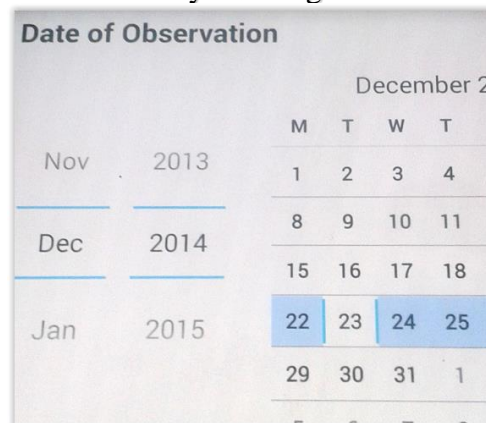 Date of Observation
December 2
M T W T
Nov 2013
1 2 3 4
8 9 10 11
Dec 2014
15 16 17 18
22 23 24 25
Jan 2015
29 30 31 1